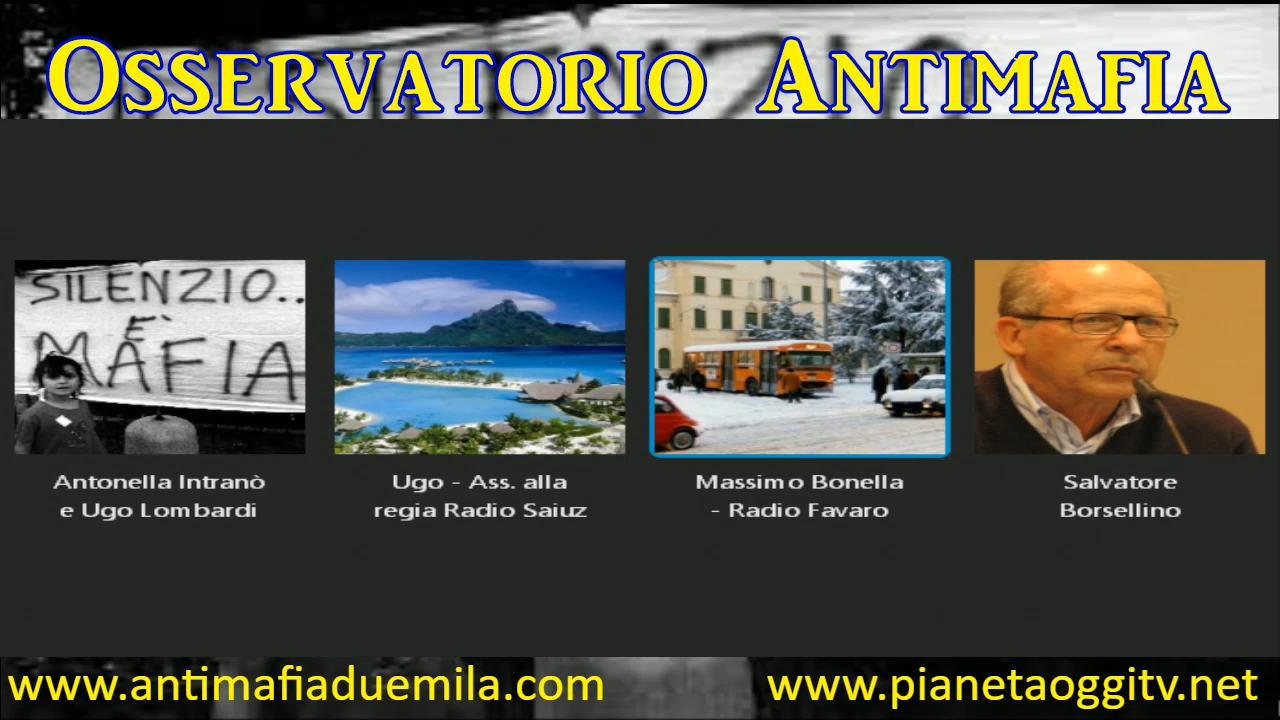 OSSERVATORIO ANTIMAFIA
SILENZIO..
E'
MAFIA
Antonella Intranò
e Ugo Lombardi
Ugo - Ass. alla
regia Radio Saiuz
Massimo Bonella
- Radio Favaro
Salvatore
Borsellino
www.antimafiaduemila.com
www.pianetaoggitv.net